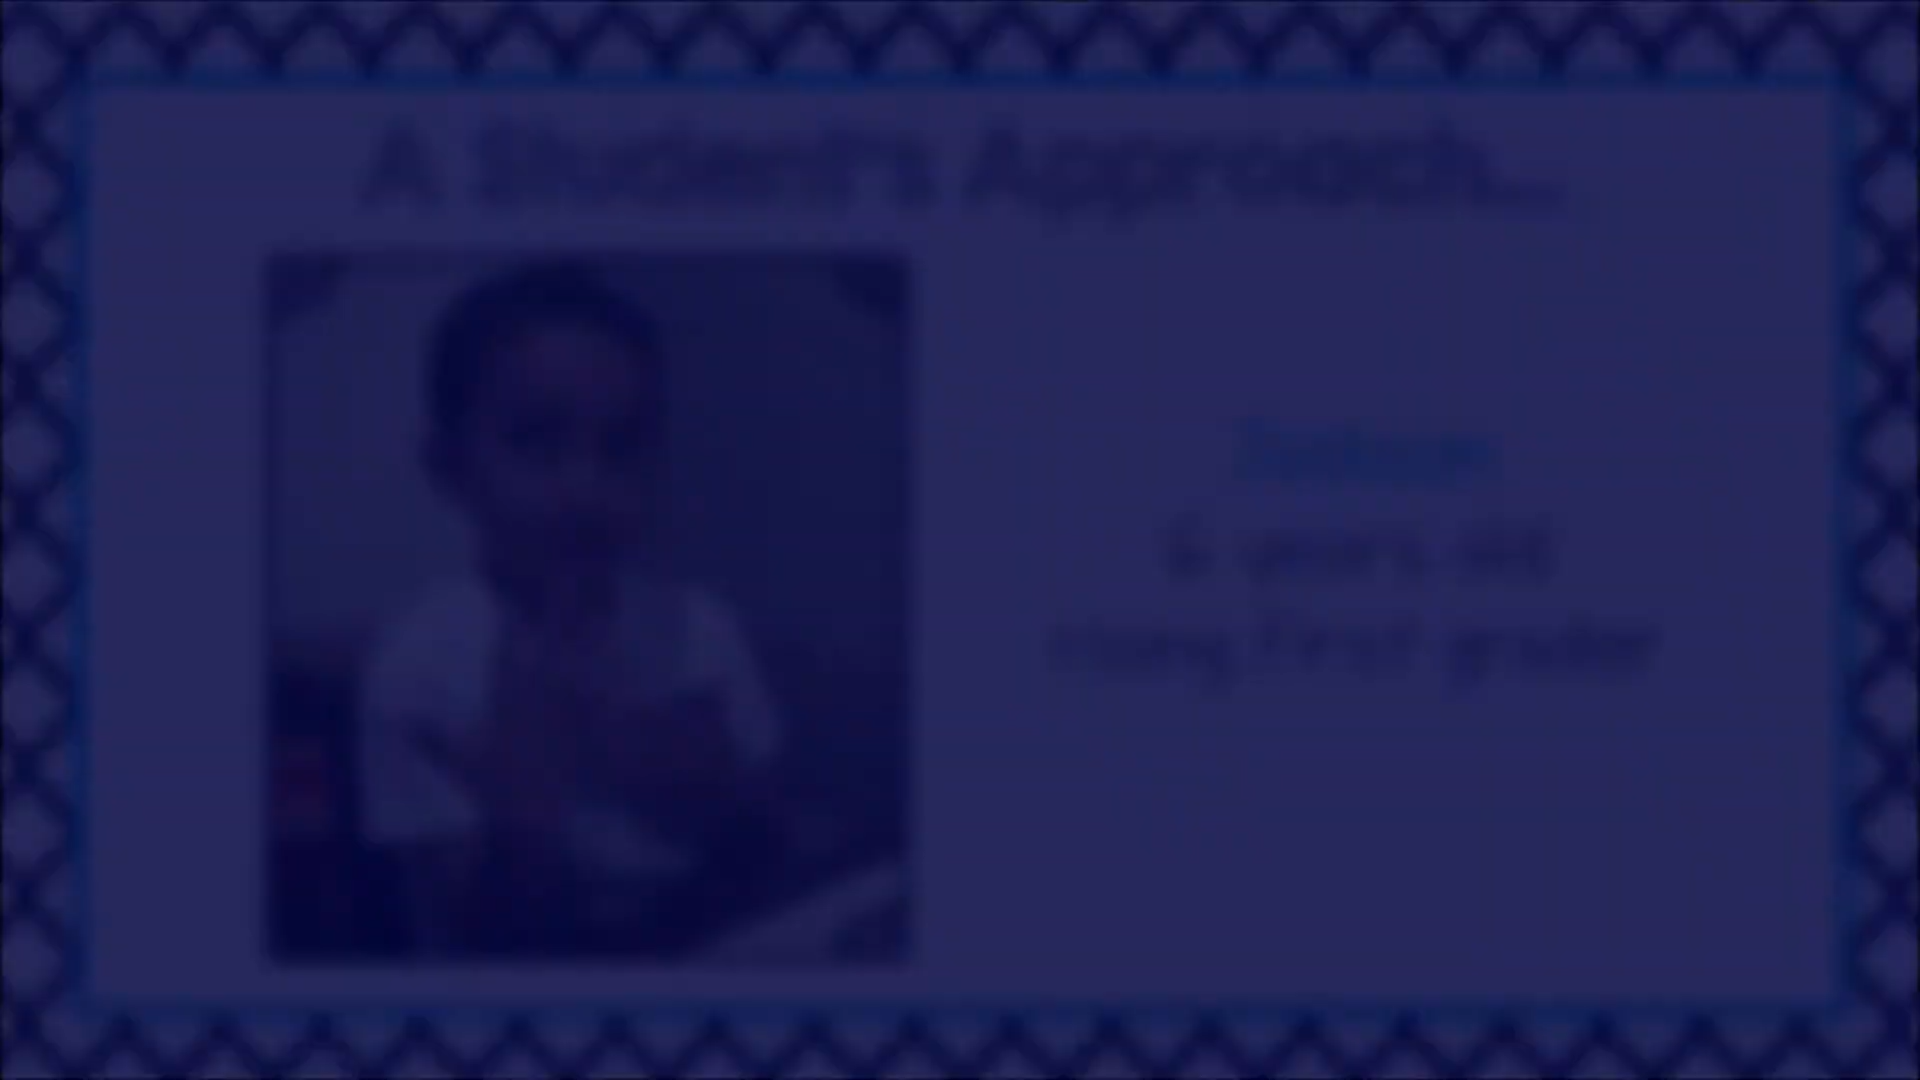 A Student's Approach...
6 years old
rising first grader